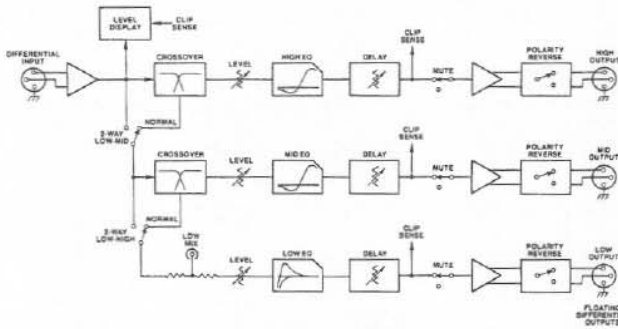 LEVEL DISPLAY
CLIP SENSE
DIFFERENTIAL INPUT
CROSSOVER
LEVEL
HIGH EQ
DELAY
CLIP SENSE
MUTE
POLARITY REVERSE
HIGH OUTPUT
2-WAY LOW-MID
NORMAL
CROSSOVER
LEVEL
MID EQ
DELAY
CLIP SENSE
MUTE
POLARITY REVERSE
MID OUTPUT
2-WAY LOW-HIGH
NORMAL
LOW MIX
LEVEL
LOW EQ
DELAY
CLIP SENSE
MUTE
POLARITY REVERSE
LOW OUTPUT
FLOATING
OUTPUTS